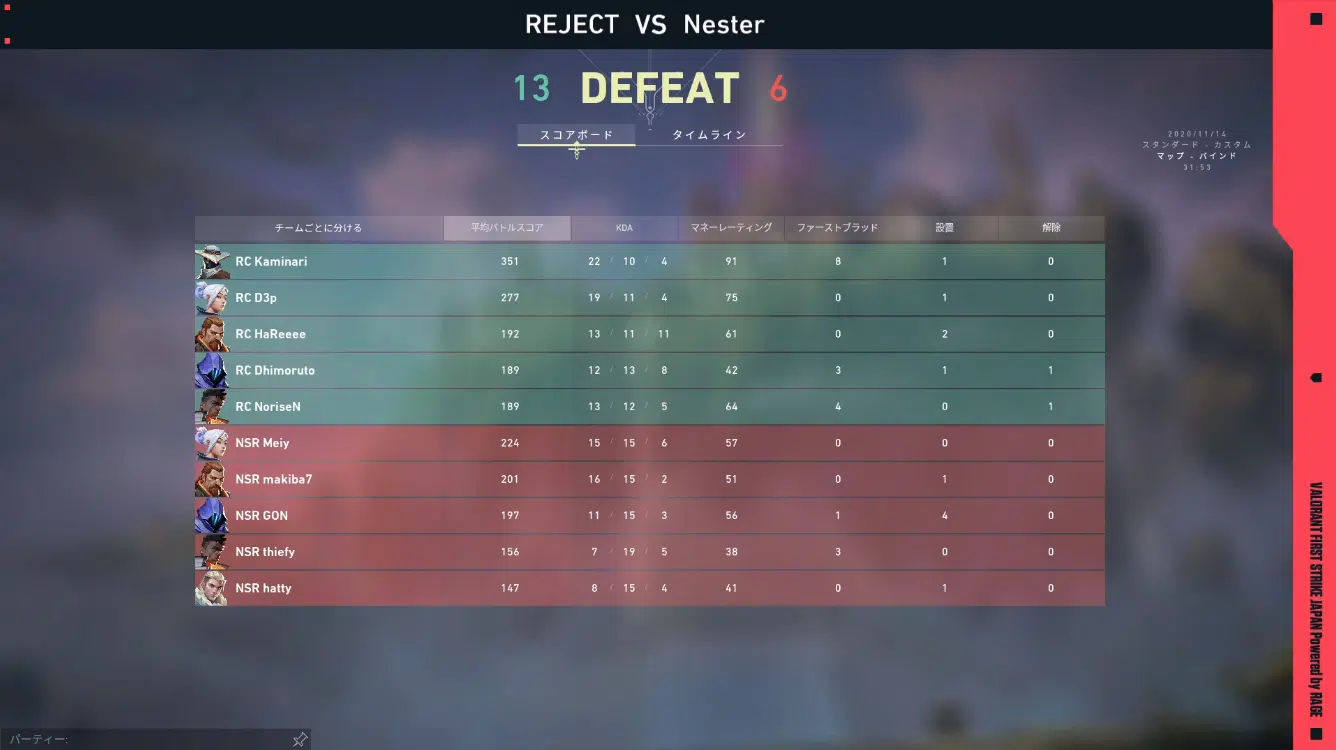 REJECT VS Nester
13 DEFEAT 6
スコアボード タイムライン
2020/11/14
スタンダード - カスタム
マップ - バインド
31:53
チームごとに分ける 平均バトルスコア KDA マネーレーティング ファーストブラッド 設置 解除
RC Kaminari 351 22 / 10 / 4 91 8 1 0
RC D3p 277 19 / 11 / 4 75 0 1 0
RC HaReeee 192 13 / 11 / 11 61 0 2 0
RC Dhimoruto 189 12 / 13 / 8 42 3 1 1
RC NoriseN 189 13 / 12 / 5 64 4 0 1
NSR Meiy 224 15 / 15 / 6 57 0 0 0
NSR makiba7 201 16 / 15 / 2 51 0 1 0
NSR GON 197 11 / 15 / 3 56 1 4 0
NSR thiefy 156 7 / 19 / 5 38 3 0 0
NSR hatty 147 8 / 15 / 4 41 0 1 0
パーティー:
VALORANT FIRST STRIKE JAPAN Powered by RAGE